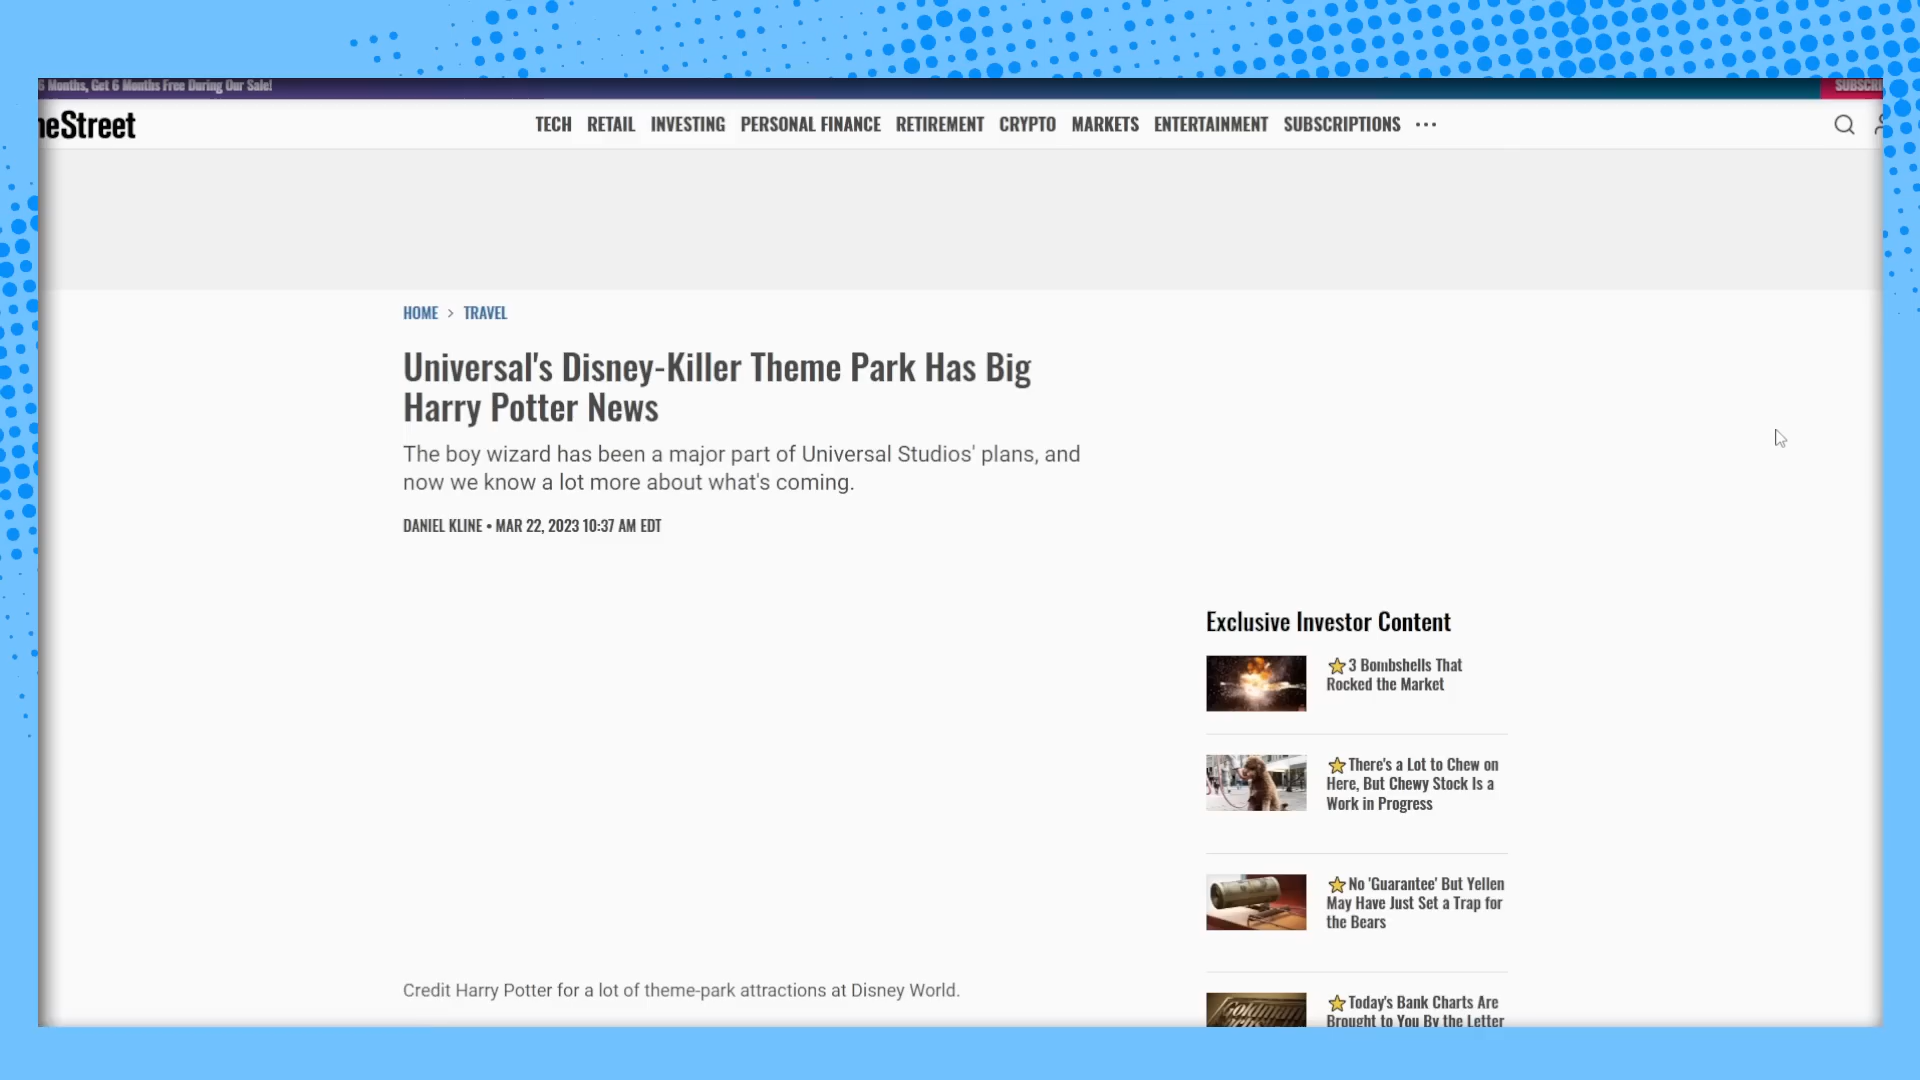 6 Months, Get 6 Months Free During Our Sale!
SUBSCRI
heStreet
TECH RETAIL INVESTING PERSONAL FINANCE RETIREMENT CRYPTO MARKETS ENTERTAINMENT SUBSCRIPTIONS ...
HOME > TRAVEL
Universal's Disney-Killer Theme Park Has Big
Harry Potter News
The boy wizard has been a major part of Universal Studios' plans, and
now we know a lot more about what's coming.
DANIEL KLINE • MAR 22, 2023 10:37 AM EDT
Exclusive Investor Content
⭐3 Bombshells That
Rocked the Market
⭐There's a Lot to Chew on
Here, But Chewy Stock Is a
Work in Progress
⭐No 'Guarantee' But Yellen
May Have Just Set a Trap for
the Bears
Credit Harry Potter for a lot of theme-park attractions at Disney World.
⭐Today's Bank Charts Are
Brought to You By the Letter